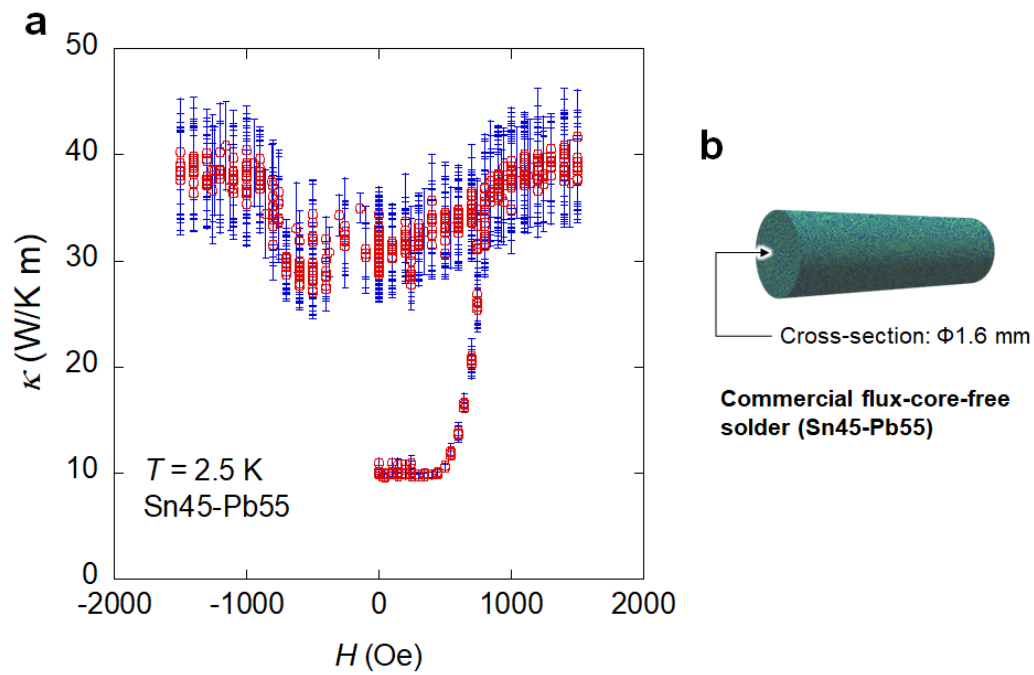 a
50
40
30
20
10
0
κ (W/K m)
T = 2.5 K
Sn45-Pb55
-2000 -1000 0 1000 2000
H (Oe)
b
Cross-section: Φ1.6 mm
Commercial flux-core-free
solder (Sn45-Pb55)